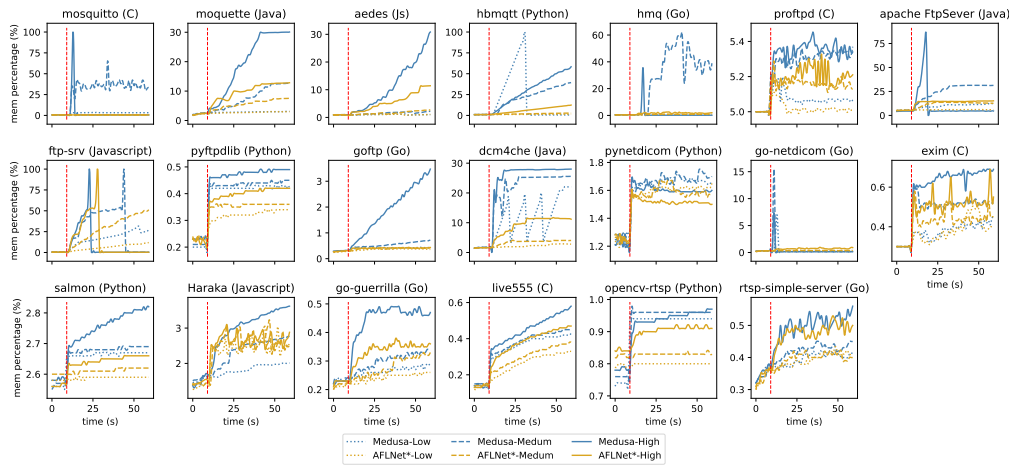 mosquitto (C)
moquette (Java)
aedes (Js)
hbmqtt (Python)
hmq (Go)
proftpd (C)
apache FtpSever (Java)
mem percentage (%)
100
75
50
25
0
30
20
10
0
30
20
10
0
100
75
50
25
0
60
40
20
0
5.4
5.2
5.0
75
50
25
0
ftp-srv (Javascript)
pyftpdlib (Python)
goftp (Go)
dcm4che (Java)
pynetdicom (Python)
go-netdicom (Go)
exim (C)
mem percentage (%)
100
75
50
25
0
0.5
0.4
0.3
0.2
3
2
1
0
30
20
10
0
1.8
1.6
1.4
1.2
15
10
5
0
0.6
0.4
0 25 50
time (s)
salmon (Python)
Haraka (Javascript)
go-guerrilla (Go)
live555 (C)
opencv-rtsp (Python)
rtsp-simple-server (Go)
mem percentage (%)
2.8
2.7
2.6
3
2
0.5
0.4
0.3
0.2
0.6
0.4
0.2
1.0
0.9
0.8
0.7
0.5
0.4
0.3
0 25 50
0 25 50
0 25 50
0 25 50
0 25 50
0 25 50
time (s)
time (s)
time (s)
time (s)
time (s)
time (s)
Medusa-Low
Medusa-Medum
Medusa-High
AFLNet*-Low
AFLNet*-Medum
AFLNet*-High